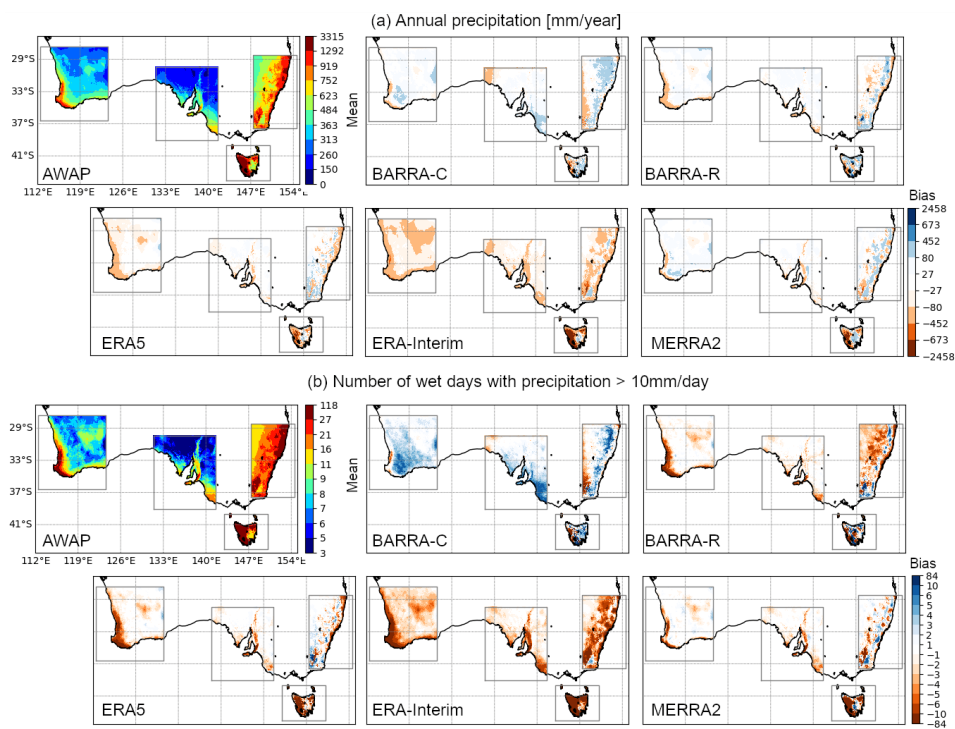 (a) Annual precipitation [mm/year]
29°S
33°S
37°S
41°S
AWAP
112°E 119°E 126°E 133°E 140°E 147°E 154°E
3315
1292
919
752
623
484
363
313
260
150
0
Mean
BARRA-C
BARRA-R
ERA5
ERA-Interim
MERRA2
Bias
2458
673
452
80
27
−27
−80
−452
−673
−2458
(b) Number of wet days with precipitation > 10mm/day
29°S
33°S
37°S
41°S
AWAP
112°E 119°E 126°E 133°E 140°E 147°E 154°E
118
27
21
16
11
9
8
7
6
5
3
3
Mean
BARRA-C
BARRA-R
ERA5
ERA-Interim
MERRA2
Bias
84
10
6
5
4
3
2
1
−1
−2
−3
−4
−5
−6
−10
−84